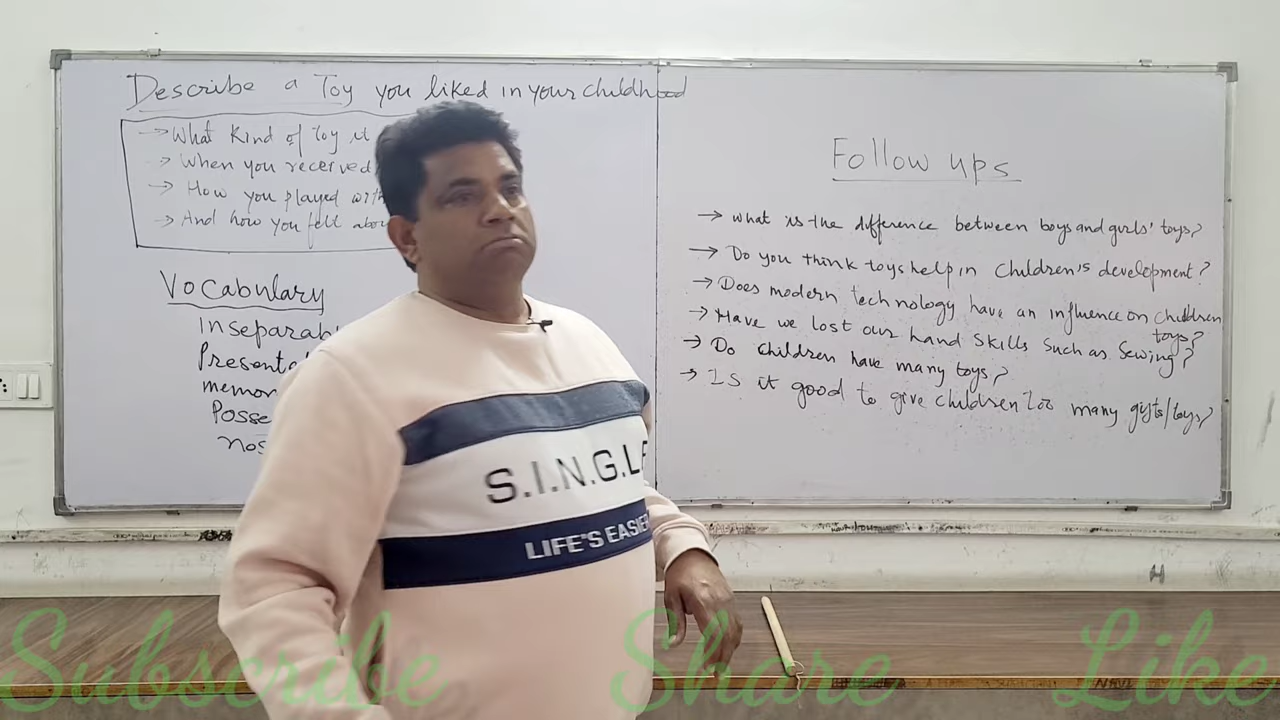 Describe a Toy you liked in your childhood
→ What Kind of Toy it
→ When you received
→ How you played with
→ And how you felt abou
Vocabulary
Inseparab
Presenta
memor
Posse
nos
Follow ups
→ what is the difference between boys and girls' toys?
→ Do you think toys help in children's development?
→ Does modern technology have an influence on children toys?
→ Have we lost our hand skills such as sewing?
→ Do children have many toys?
→ Is it good to give children too many gifts/toys?
S.I.N.G.L
LIFE'S EASIER
Subscribe Share Like